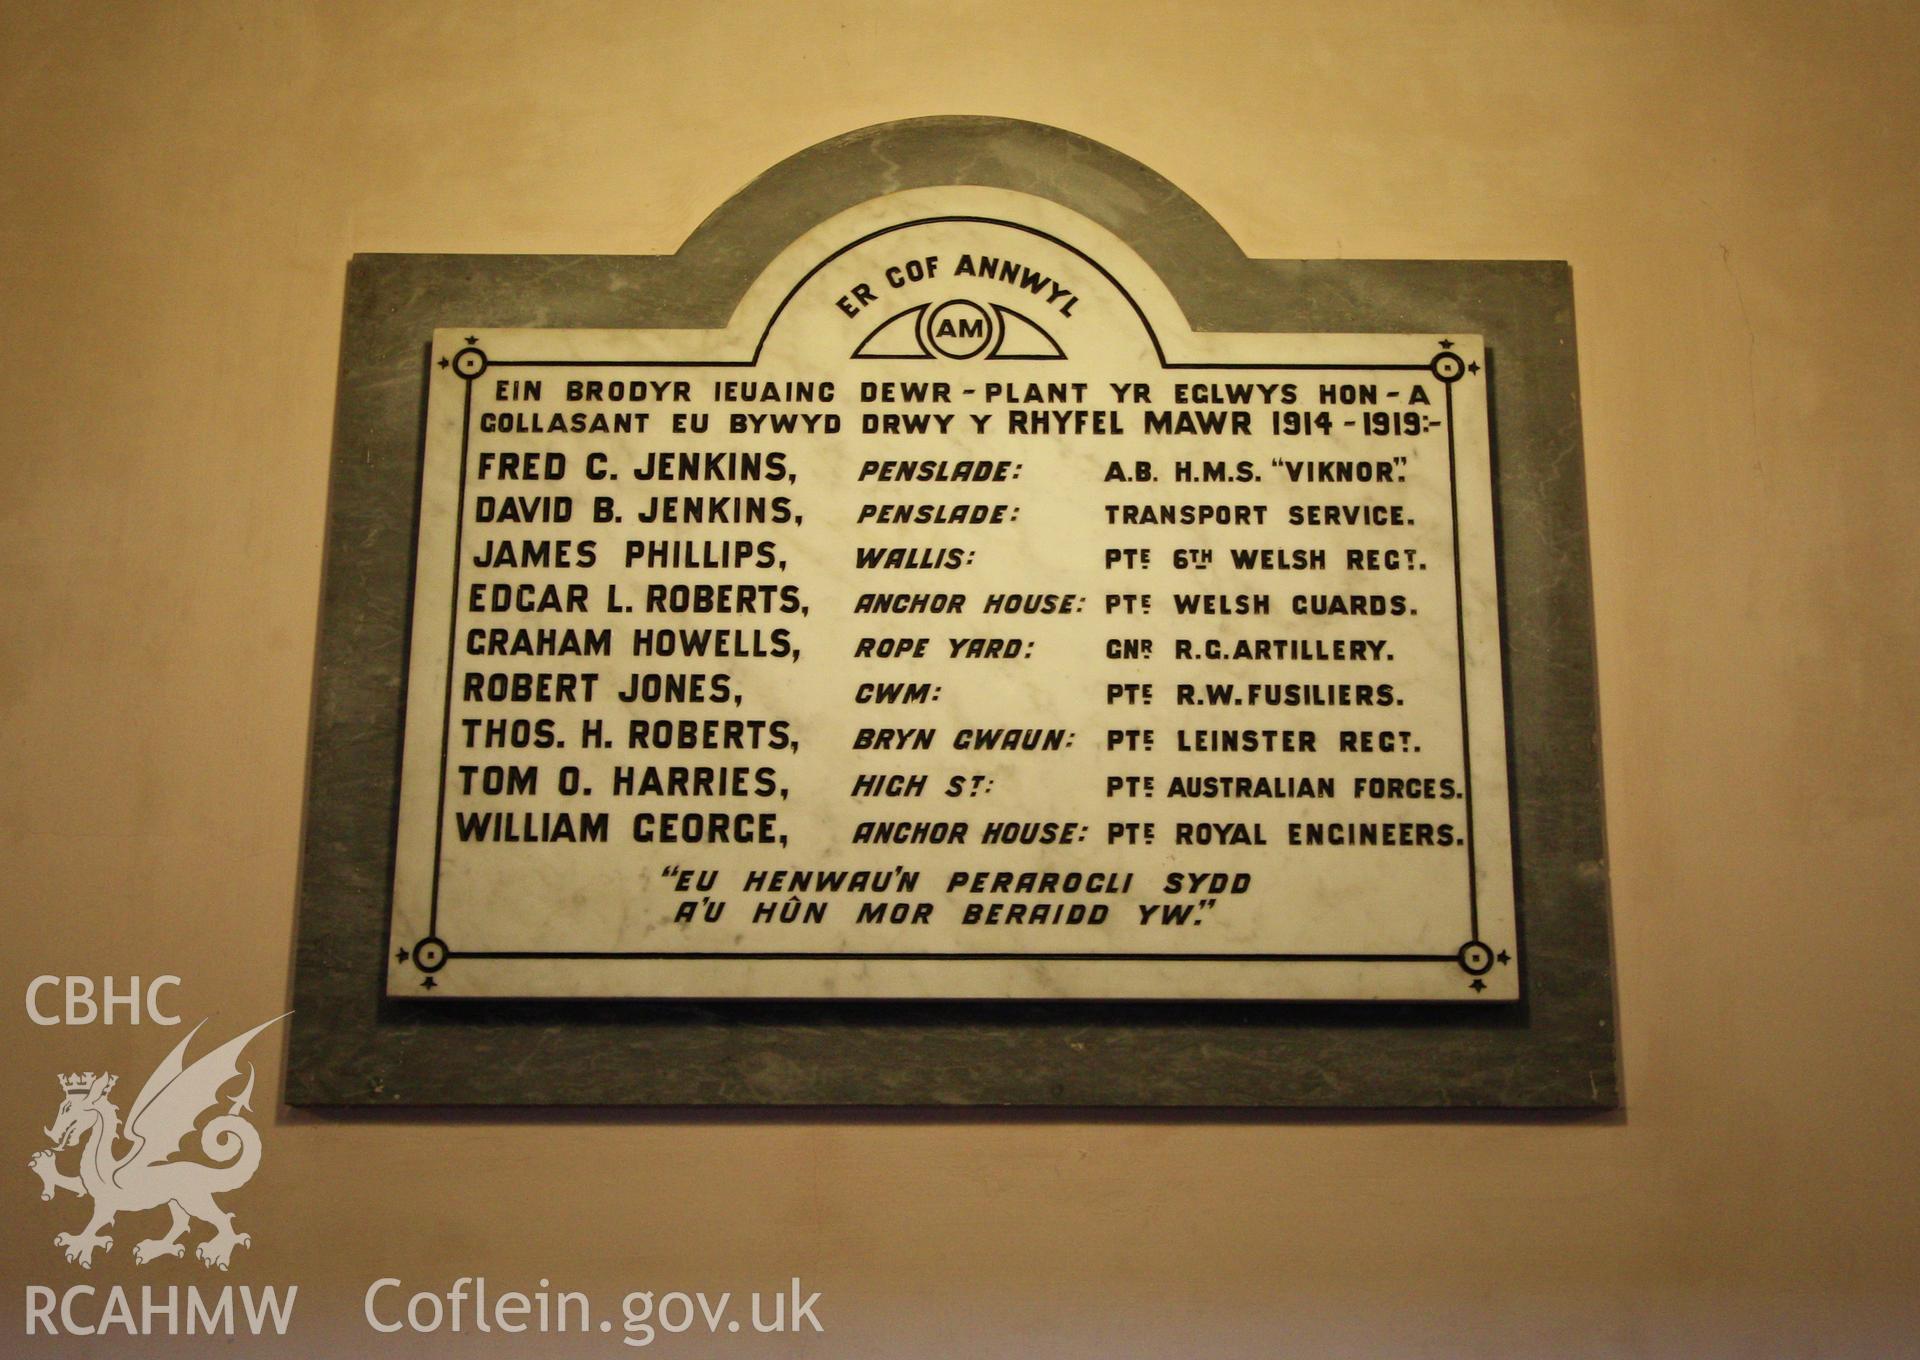 ER COF ANNWYL
AM
EIN BRODYR IEUAINC DEWR - PLANT YR EGLWYS HON - A
GOLLASANT EU BYWYD DRWY Y RHYFEL MAWR 1914 - 1919:-
FRED C. JENKINS, PENSLADE: A.B. H.M.S. "VIKNOR".
DAVID B. JENKINS, PENSLADE: TRANSPORT SERVICE.
JAMES PHILLIPS, WALLIS: PTE 6TH WELSH REGT.
EDGAR L. ROBERTS, ANCHOR HOUSE: PTE WELSH GUARDS.
GRAHAM HOWELLS, ROPE YARD: GNR R.G.ARTILLERY.
ROBERT JONES, CWM: PTE R.W.FUSILIERS.
THOS. H. ROBERTS, BRYN GWAUN: PTE LEINSTER REGT.
TOM O. HARRIES, HIGH ST: PTE AUSTRALIAN FORCES.
WILLIAM GEORGE, ANCHOR HOUSE: PTE ROYAL ENGINEERS.
"EU HENWAU'N PERAROGLI SYDD
A'U HÛN MOR BERAIDD YW."
CBHC
RCAHMW
Coflein.gov.uk